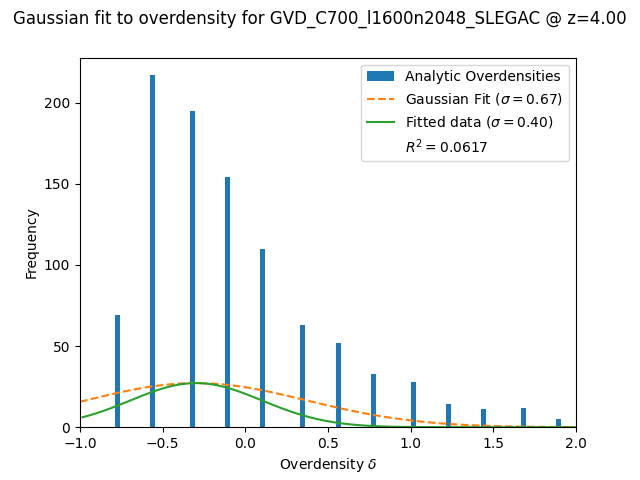 Gaussian fit to overdensity for GVD_C700_l1600n2048_SLEGAC @ z=4.00
Analytic Overdensities
Gaussian Fit (σ = 0.67)
Fitted data (σ = 0.40)
R² = 0.0617
Frequency
200
150
100
50
0
−1.0 −0.5 0.0 0.5 1.0 1.5 2.0
Overdensity δ